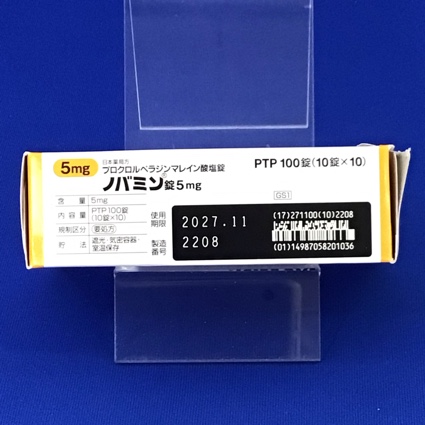 5mg
日本薬局方
プロクロルペラジンマレイン酸塩錠
ノバミン錠5mg
PTP 100錠(10錠×10)
GS1
含量 5mg
内容量 PTP 100錠
(10錠×10)
規制区分 要処方
貯法 遮光・気密容器・
室温保存
使用
期限 2027.11
製造
番号 2208
(17)271100(10)2208
(01)14987058201036